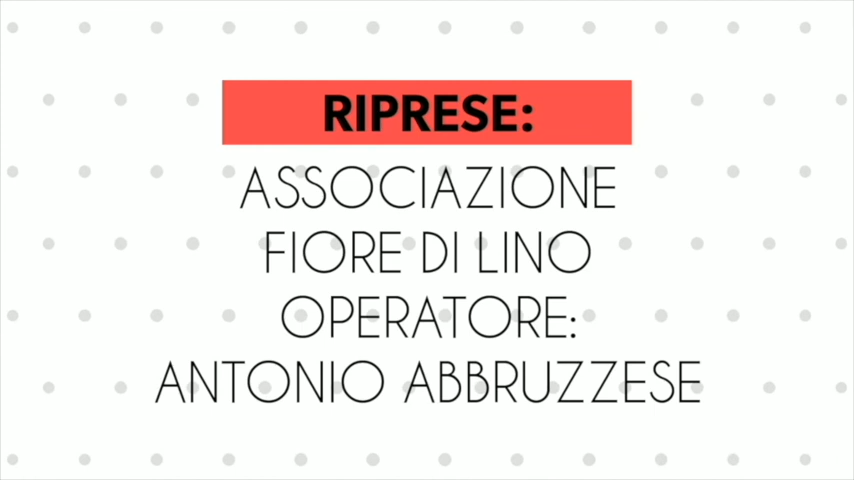 RIPRESE:
ASSOCIAZIONE
FIORE DI LINO
OPERATORE:
ANTONIO ABBRUZZESE